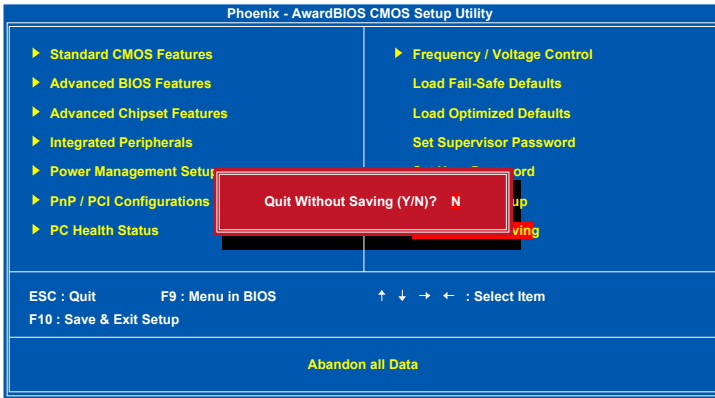 Phoenix - AwardBIOS CMOS Setup Utility
Standard CMOS Features
Advanced BIOS Features
Advanced Chipset Features
Integrated Peripherals
Power Management Setup
PnP / PCI Configurations
PC Health Status
Frequency / Voltage Control
Load Fail-Safe Defaults
Load Optimized Defaults
Set Supervisor Password
Quit Without Saving (Y/N)? N
ESC : Quit F9 : Menu in BIOS ↑ ↓ → ← : Select Item
F10 : Save & Exit Setup
Abandon all Data